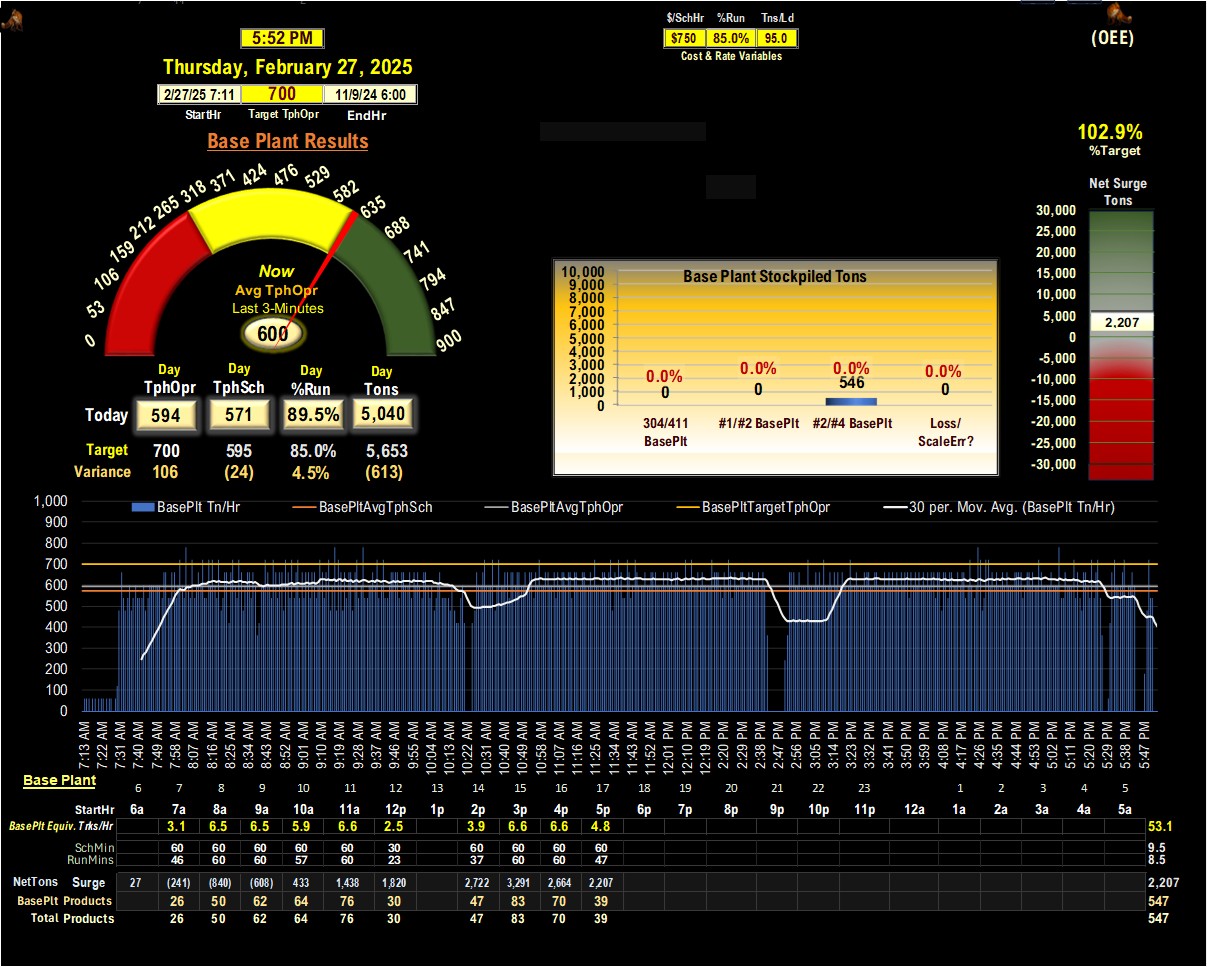 $/SchHr %Run Tns/Ld
5:52 PM
$750 85.0% 95.0
(OEE)
Cost & Rate Variables
Thursday, February 27, 2025
2/27/25 7:11 700 11/9/24 6:00
StartHr Target TphOpr EndHr
Base Plant Results
102.9%
%Target
0 53 106 159 212 265 318 371 424 476 529 582 635 688 741 794 847 900
Now
Avg TphOpr
Last 3-Minutes
600
Net Surge
Tons
30,000
25,000
20,000
15,000
10,000
5,000
0
-5,000
-10,000
-15,000
-20,000
-25,000
-30,000
2,207
Base Plant Stockpiled Tons
10,000
9,000
8,000
7,000
6,000
5,000
4,000
3,000
2,000
1,000
0
0.0% 0.0% 0.0% 0.0%
0 0 546 0
304/411 BasePlt
#1/#2 BasePlt
#2/#4 BasePlt
Loss/ ScaleErr?
Day Day Day Day
TphOpr TphSch %Run Tons
Today 594 571 89.5% 5,040
Target 700 595 85.0% 5,653
Variance 106 (24) 4.5% (613)
BasePlt Tn/Hr BasePltAvgTphSch BasePltAvgTphOpr BasePltTargetTphOpr 30 per. Mov. Avg. (BasePlt Tn/Hr)
1,000
900
800
700
600
500
400
300
200
100
0
7:13 AM 7:22 AM 7:31 AM 7:40 AM 7:49 AM 7:58 AM 8:07 AM 8:16 AM 8:25 AM 8:34 AM 8:43 AM 8:52 AM 9:01 AM 9:10 AM 9:19 AM 9:28 AM 9:37 AM 9:46 AM 9:55 AM 10:04 AM 10:13 AM 10:22 AM 10:31 AM 10:40 AM 10:49 AM 10:58 AM 11:07 AM 11:16 AM 11:25 AM 11:34 AM 11:43 AM 11:52 AM 12:01 PM 12:10 PM 12:19 PM 2:20 PM 2:29 PM 2:38 PM 2:47 PM 2:56 PM 3:05 PM 3:14 PM 3:23 PM 3:32 PM 3:41 PM 3:50 PM 3:59 PM 4:08 PM 4:17 PM 4:26 PM 4:35 PM 4:44 PM 4:53 PM 5:02 PM 5:11 PM 5:20 PM 5:29 PM 5:38 PM 5:47 PM
Base Plant
6 7 8 9 10 11 12 14 15 16 17 18 19 20 21 22 23 1 2 3 4 5
StartHr 6a 7a 8a 9a 10a 11a 12p 1p 2p 3p 4p 5p 6p 7p 8p 9p 10p 11p 12a 1a 2a 3a 4a 5a
BasePlt Equiv. Trks/Hr 3.1 6.5 6.5 5.9 6.6 2.5 3.9 6.6 6.6 4.8 53.1
SchMin 60 60 60 60 60 30 60 60 60 60 9.5
RunMins 46 60 60 57 60 23 37 60 60 47 8.5
NetTons Surge 27 (241) (840) (608) 433 1,438 1,820 2,722 3,291 2,664 2,207 2,207
BasePlt Products 26 50 62 64 76 30 47 83 70 39 547
Total Products 26 50 62 64 76 30 47 83 70 39 547